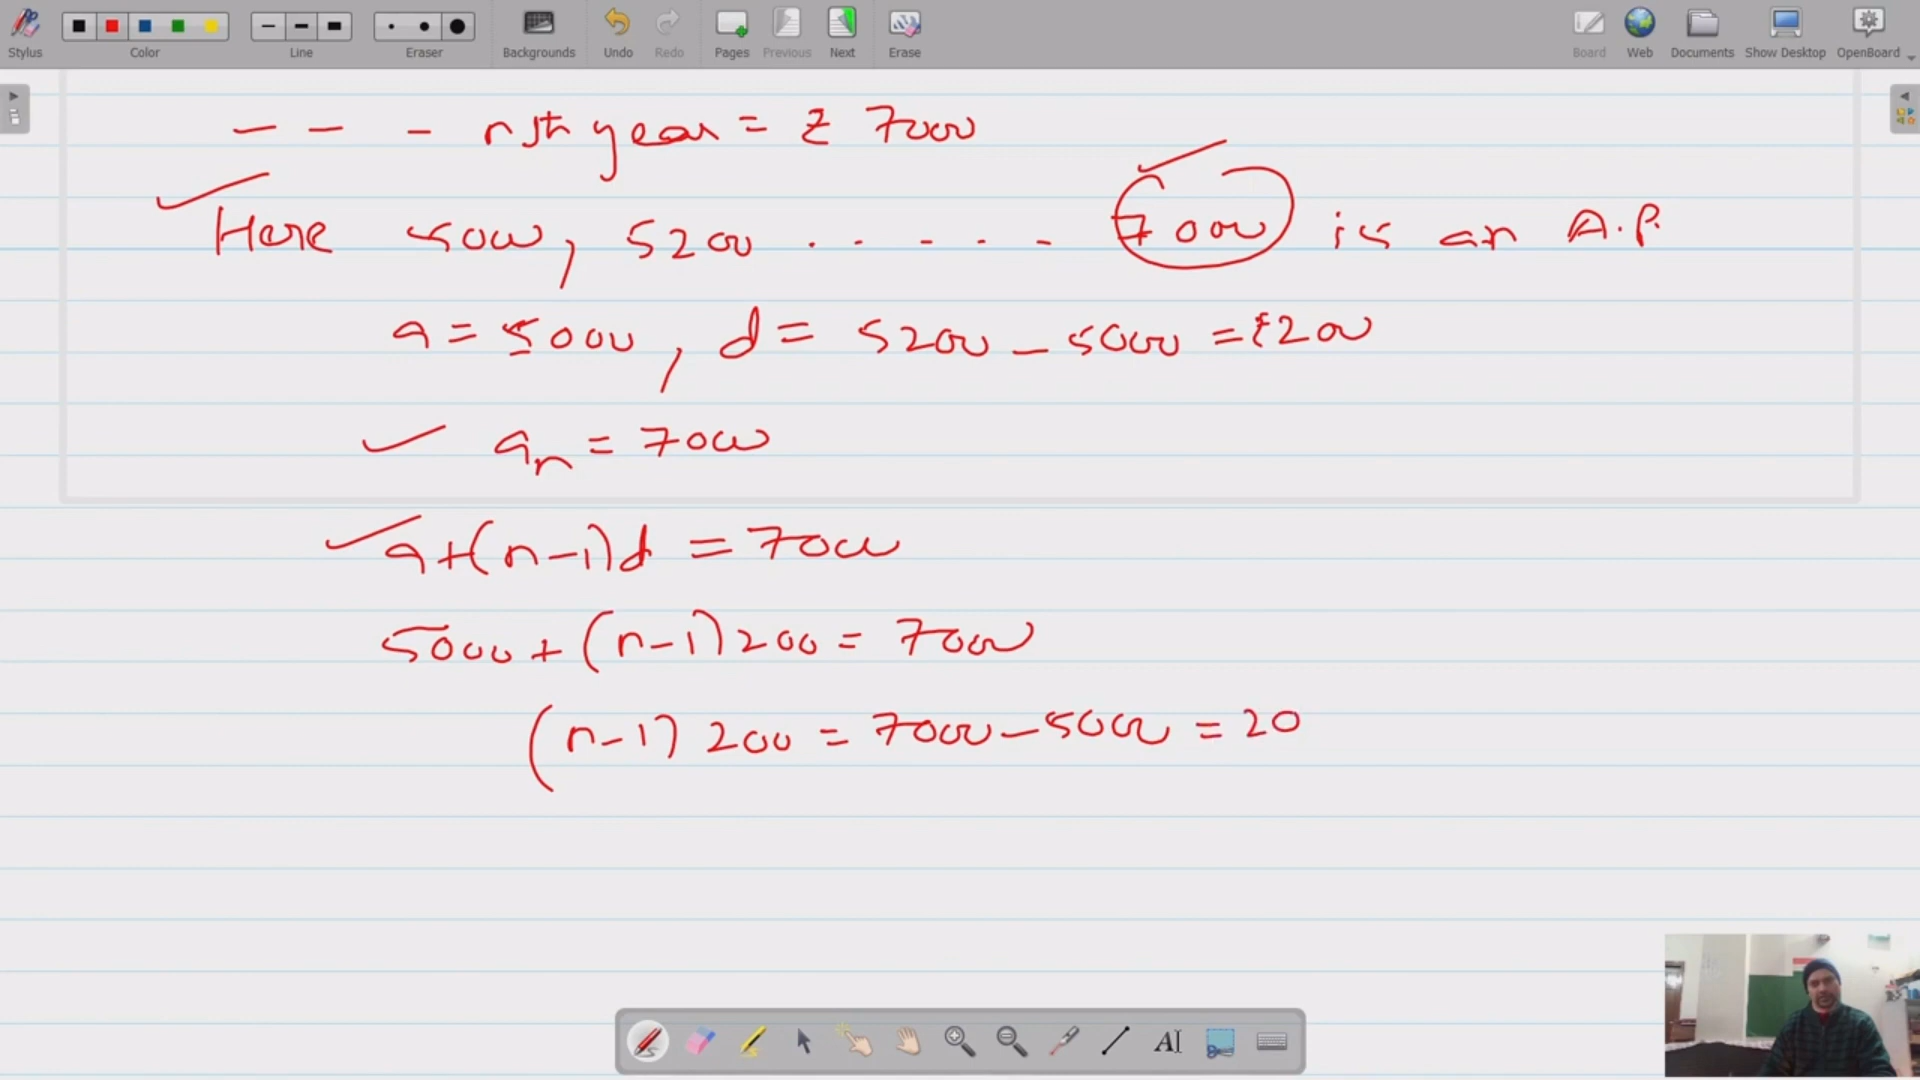 Stylus Color Line Eraser Backgrounds Undo Redo Pages Previous Next Erase Board Web Documents Show Desktop OpenBoard
- - - nth year = ₹ 7000
Here 5000, 5200 . . - - - 7000 is an A.P.
a = 5000, d = 5200 - 5000 = ₹200
aₙ = 7000
a+(n-1)d = 7000
5000 + (n-1)200 = 7000
(n-1) 200 = 7000 - 5000 = 20